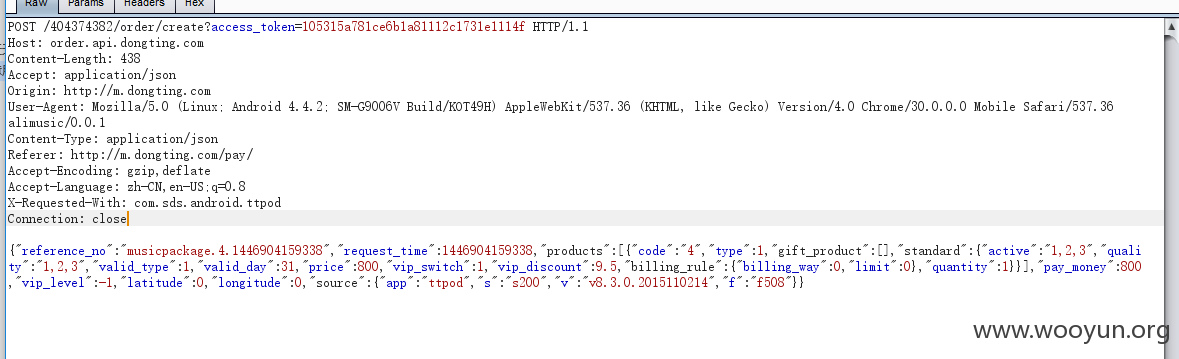 Raw Params Headers Hex
POST /404374382/order/create?access_token=105315a781ce6b1a81112c1731e1114f HTTP/1.1
Host: order.api.dongting.com
Content-Length: 438
Accept: application/json
Origin: http://m.dongting.com
User-Agent: Mozilla/5.0 (Linux; Android 4.4.2; SM-G9006V Build/KOT49H) AppleWebKit/537.36 (KHTML, like Gecko) Version/4.0 Chrome/30.0.0.0 Mobile Safari/537.36
alimusic/0.0.1
Content-Type: application/json
Referer: http://m.dongting.com/pay/
Accept-Encoding: gzip,deflate
Accept-Language: zh-CN,en-US;q=0.8
X-Requested-With: com.sds.android.ttpod
Connection: close
{"reference_no":"musicpackage.4.1446904159338","request_time":1446904159338,"products":[{"code":"4","type":1,"gift_product":[],"standard":{"active":"1,2,3","quali
ty":"1,2,3","valid_type":1,"valid_day":31,"price":800,"vip_switch":1,"vip_discount":9.5,"billing_rule":{"billing_way":0,"limit":0},"quantity":1}}],"pay_money":800
,"vip_level":-1,"latitude":0,"longitude":0,"source":{"app":"ttpod","s":"s200","v":"v8.3.0.2015110214","f":"f508"}}
www.wooyun.org